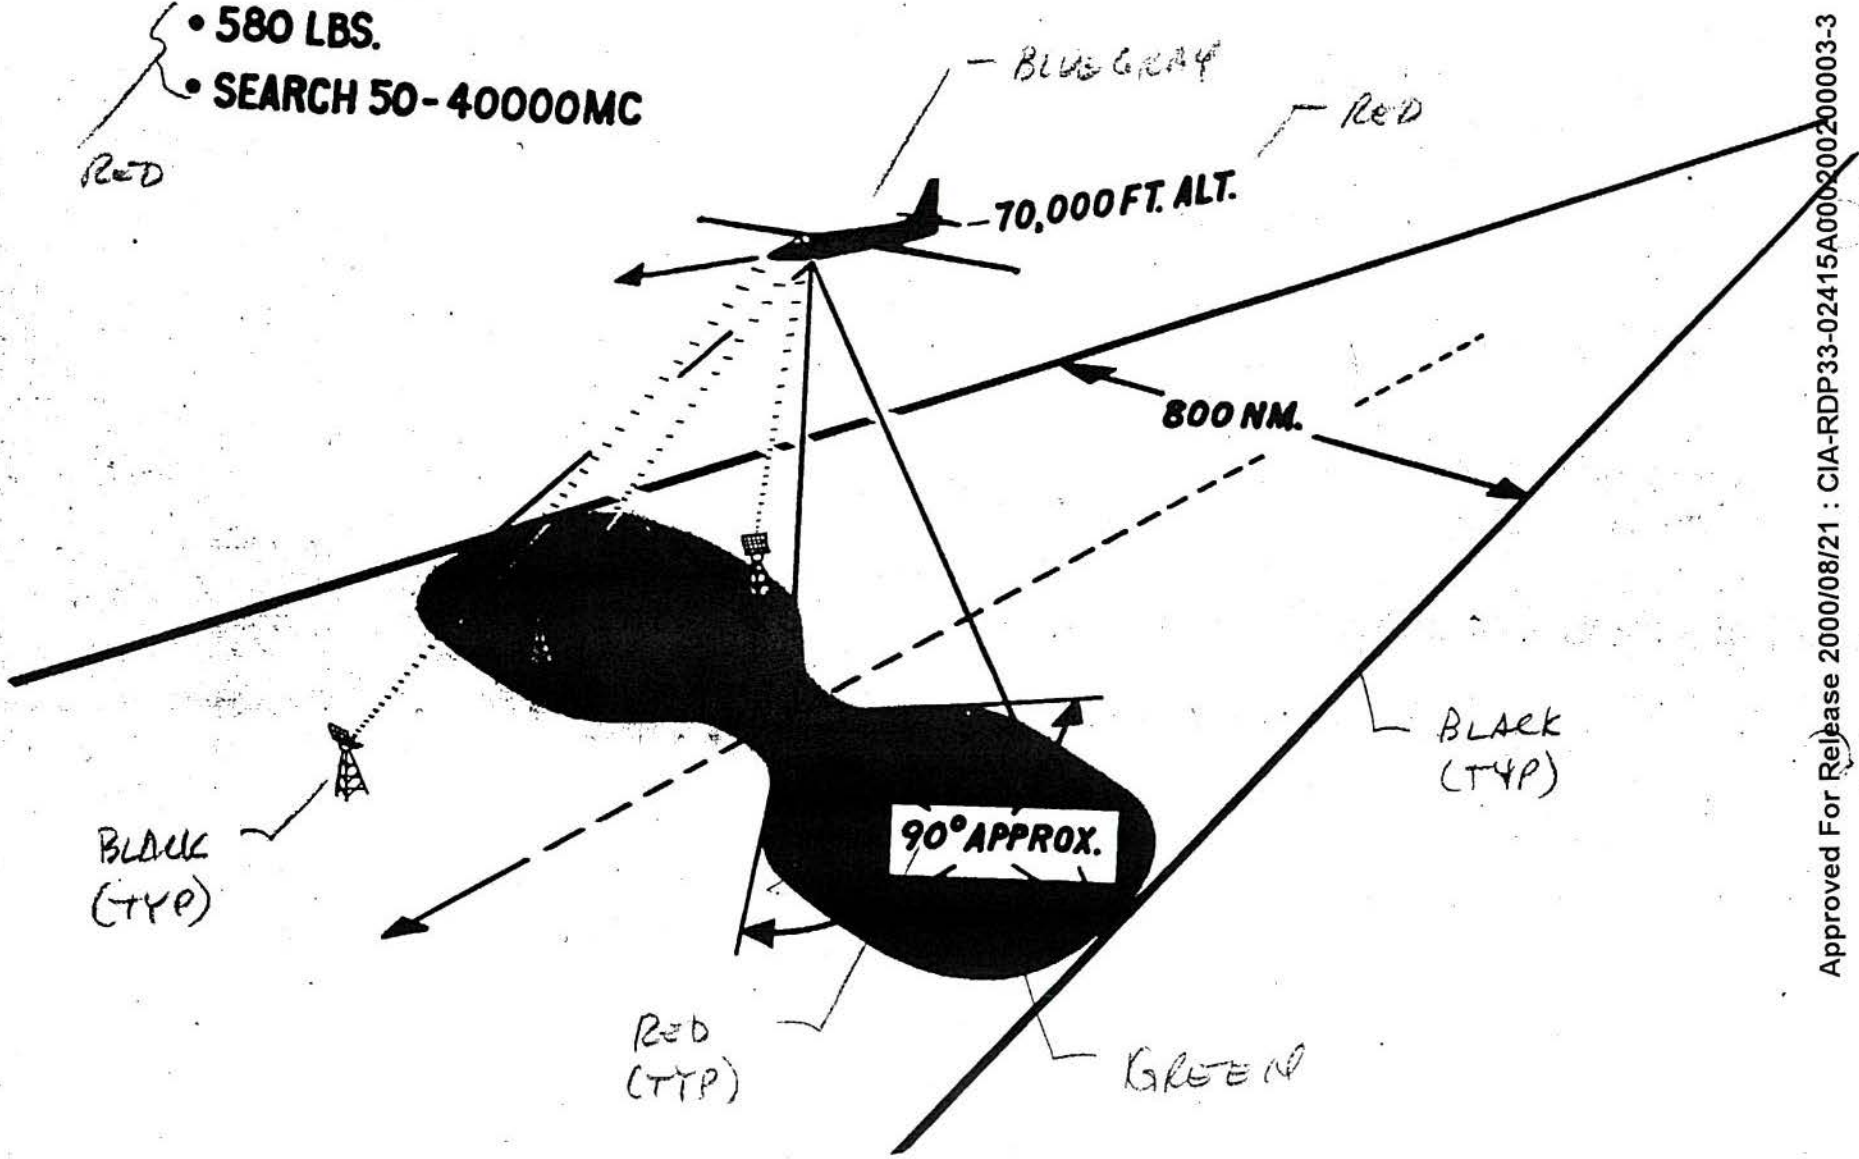 • 580 LBS.
• SEARCH 50-40000MC
RED
BLUE GRAY
RED
70,000 FT. ALT.
800 NM.
BLACK
(TYP)
90° APPROX.
BLACK
(TYP)
RED
(TYP)
GREEN
Approved For Release 2000/08/21 : CIA-RDP33-02415A000200200003-3